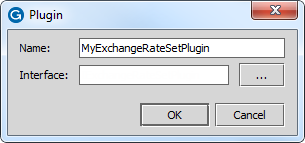 Plugin
Name: MyExchangeRateSetPlugin
Interface: ...
OK Cancel